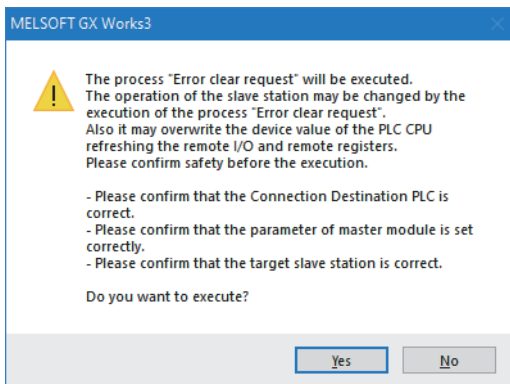 MELSOFT GX Works3
The process "Error clear request" will be executed.
The operation of the slave station may be changed by the
execution of the process "Error clear request".
Also it may overwrite the device value of the PLC CPU
refreshing the remote I/O and remote registers.
Please confirm safety before the execution.
- Please confirm that the Connection Destination PLC is
correct.
- Please confirm that the parameter of master module is set
correctly.
- Please confirm that the target slave station is correct.
Do you want to execute?
Yes No